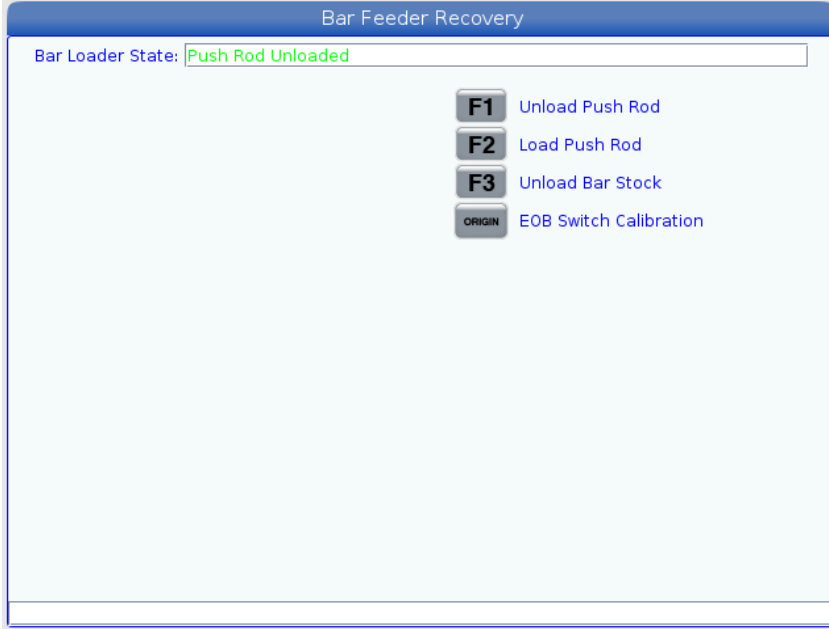 Bar Feeder Recovery
Bar Loader State: Push Rod Unloaded
F1 Unload Push Rod
F2 Load Push Rod
F3 Unload Bar Stock
ORIGIN EOB Switch Calibration